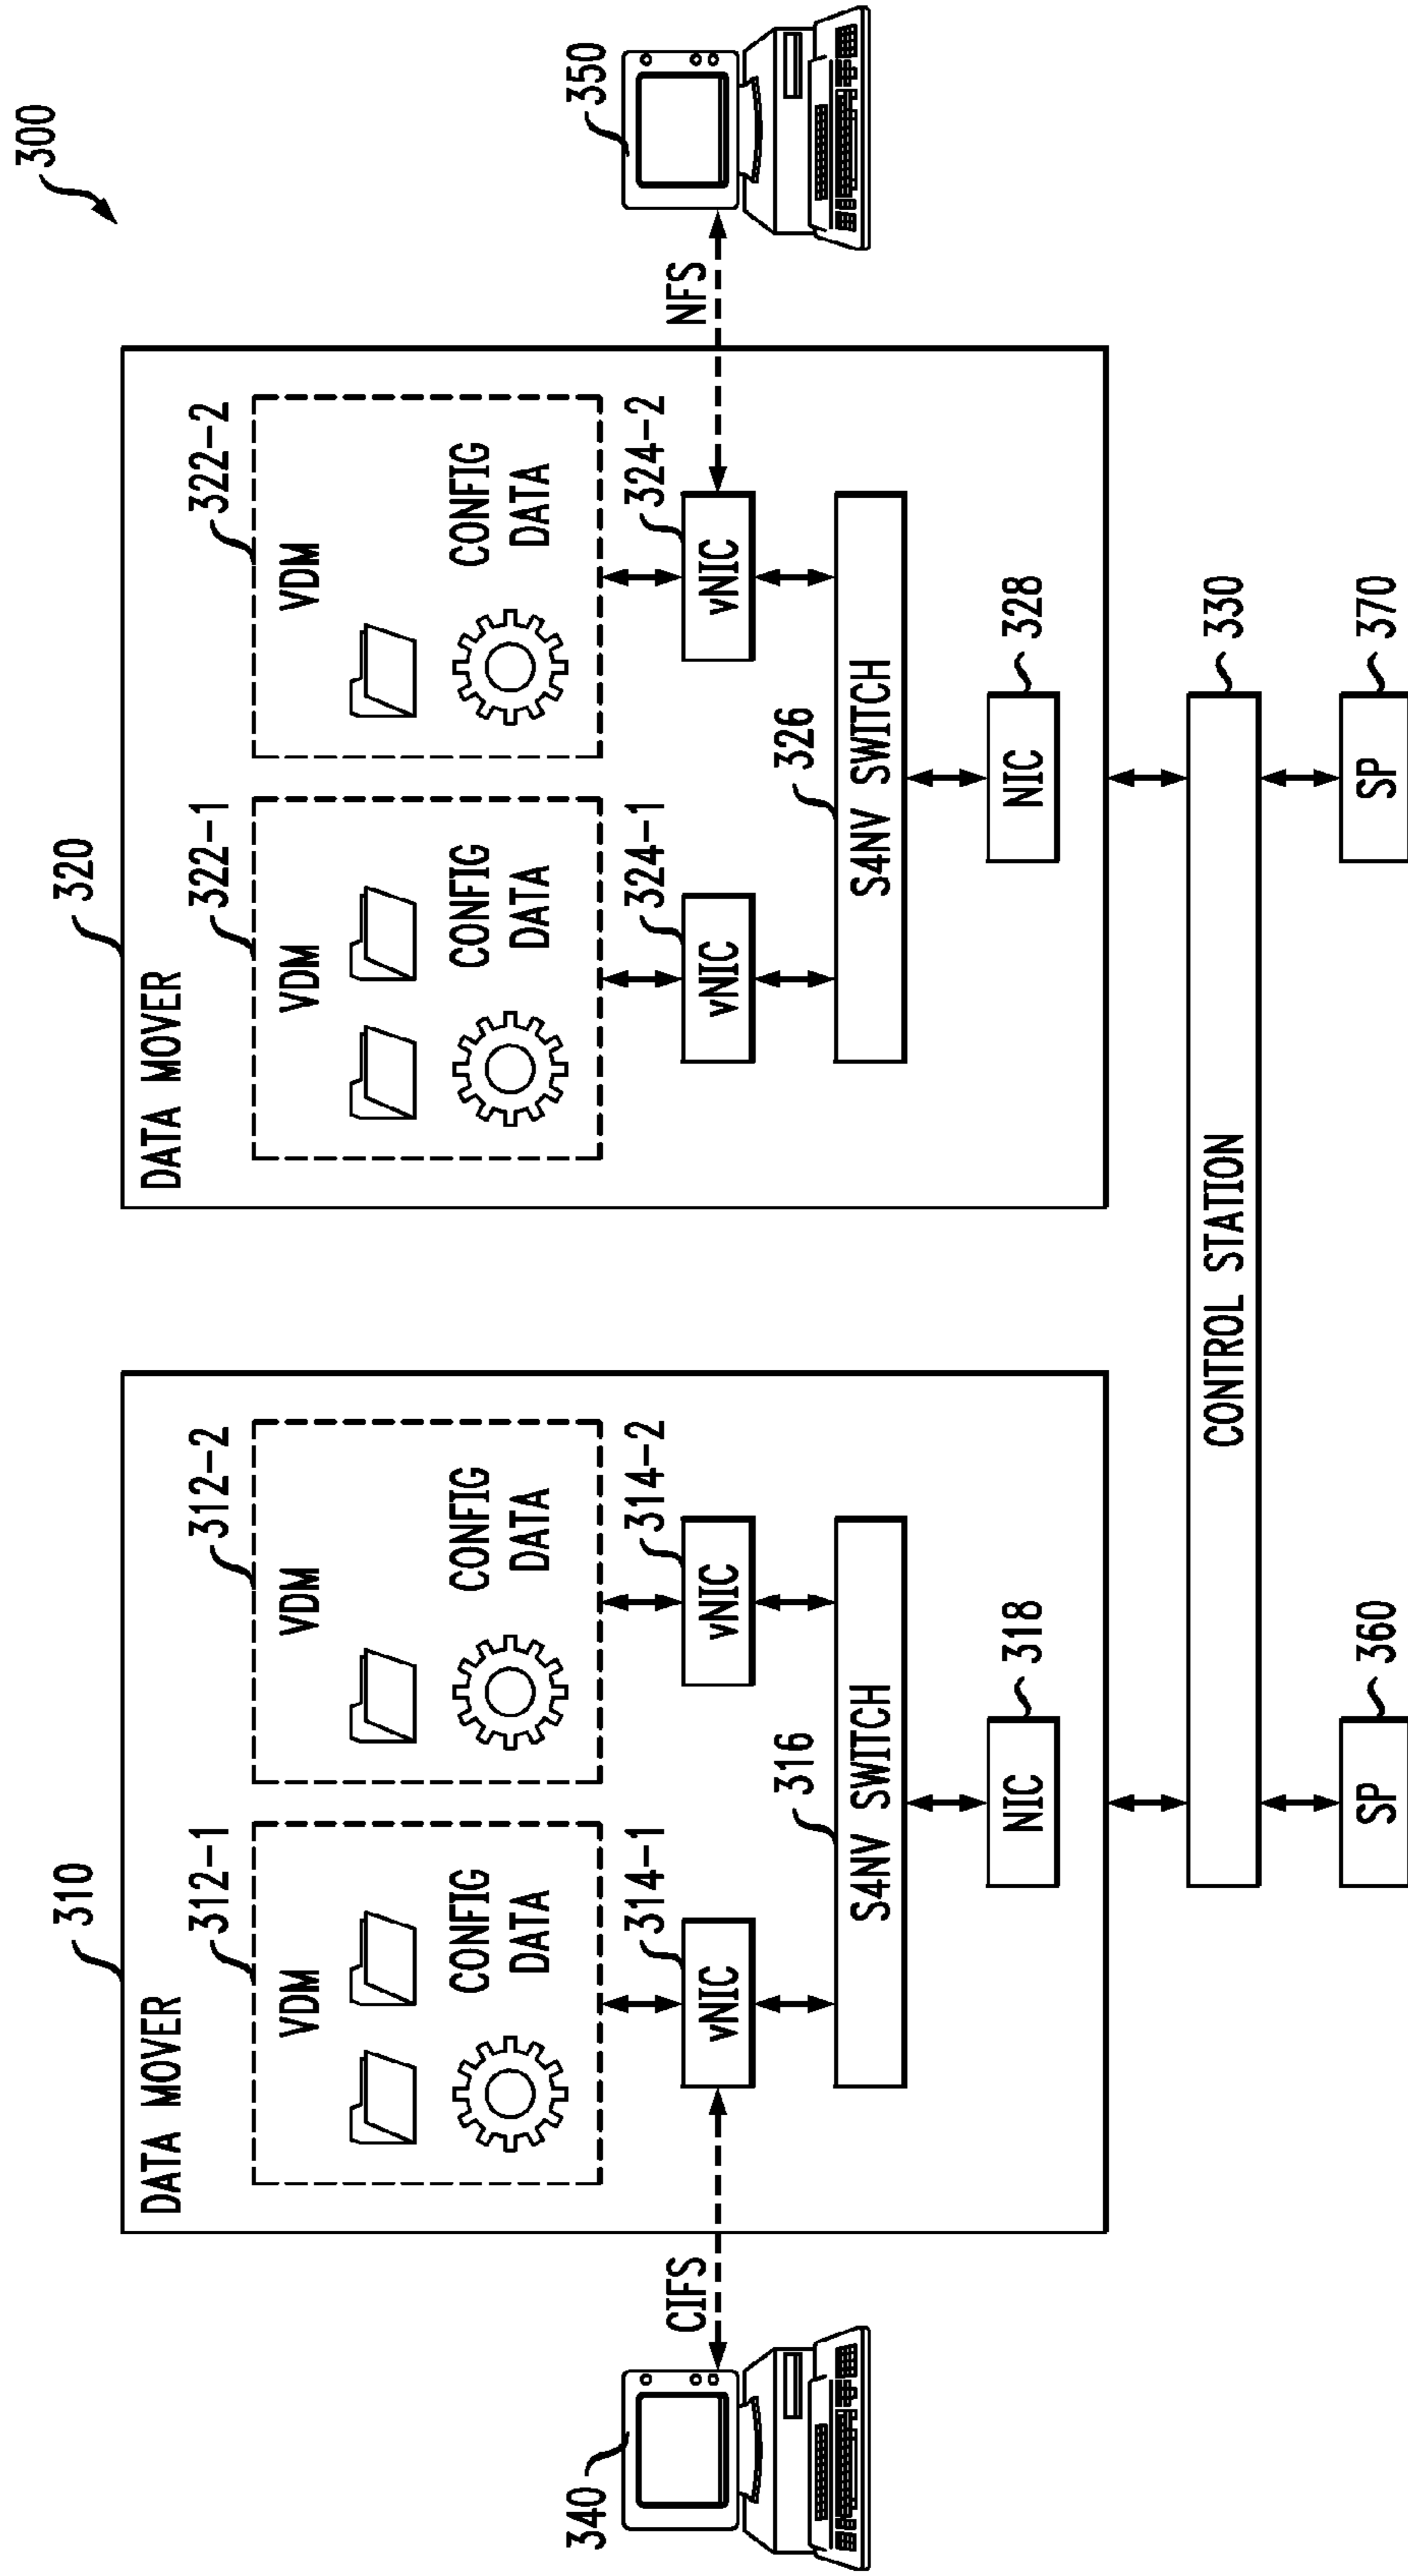 300
310
DATA MOVER
312-1
VDM
CONFIG
DATA
312-2
VDM
CONFIG
DATA
314-1
vNIC
314-2
vNIC
316
S4NV SWITCH
NIC
318
320
DATA MOVER
322-1
VDM
CONFIG
DATA
322-2
VDM
CONFIG
DATA
324-1
vNIC
324-2
vNIC
326
S4NV SWITCH
NIC
328
340
CIFS
NFS
350
CONTROL STATION
330
SP
360
SP
370